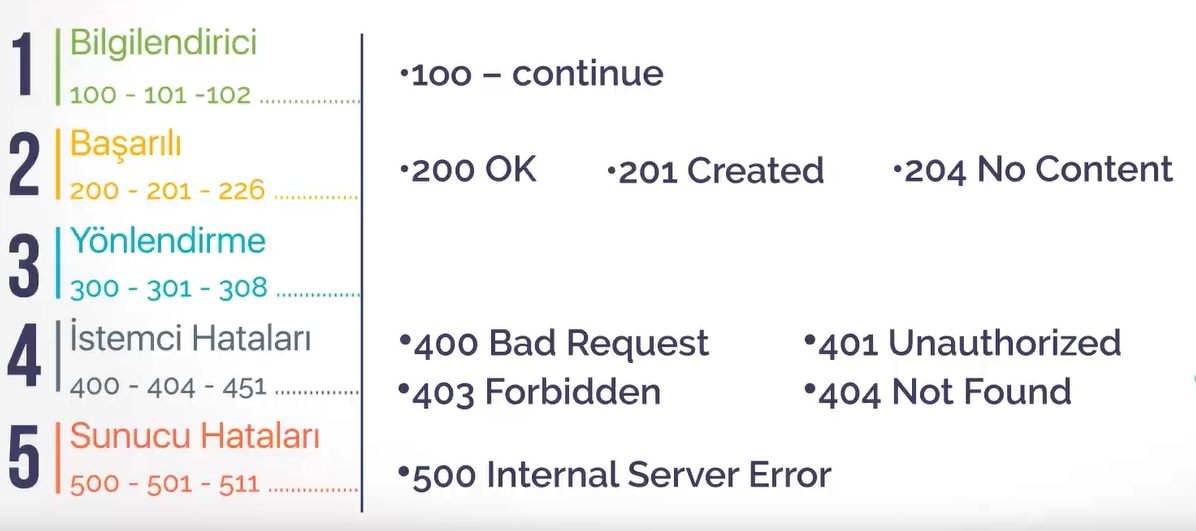 1
Bilgilendirici
100 - 101 -102 ..................
•100 – continue
2
Başarılı
200 - 201 - 226 ...............
•200 OK •201 Created •204 No Content
3
Yönlendirme
300 - 301 - 308 ...............
4
İstemci Hataları
400 - 404 - 451 ...............
•400 Bad Request •401 Unauthorized
•403 Forbidden •404 Not Found
5
Sunucu Hataları
500 - 501 - 511 ................
•500 Internal Server Error